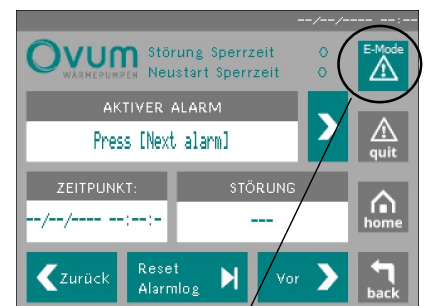 --/--/---- --:--
OVUM
WÄRMEPUMPEN
Störung Sperrzeit 0
Neustart Sperrzeit 0
E-Mode
AKTIVER ALARM
Press [Next alarm]
quit
ZEITPUNKT:
STÖRUNG
--/--/---- --:--:-
---
home
Zurück
Reset
Alarmlog
Vor
back